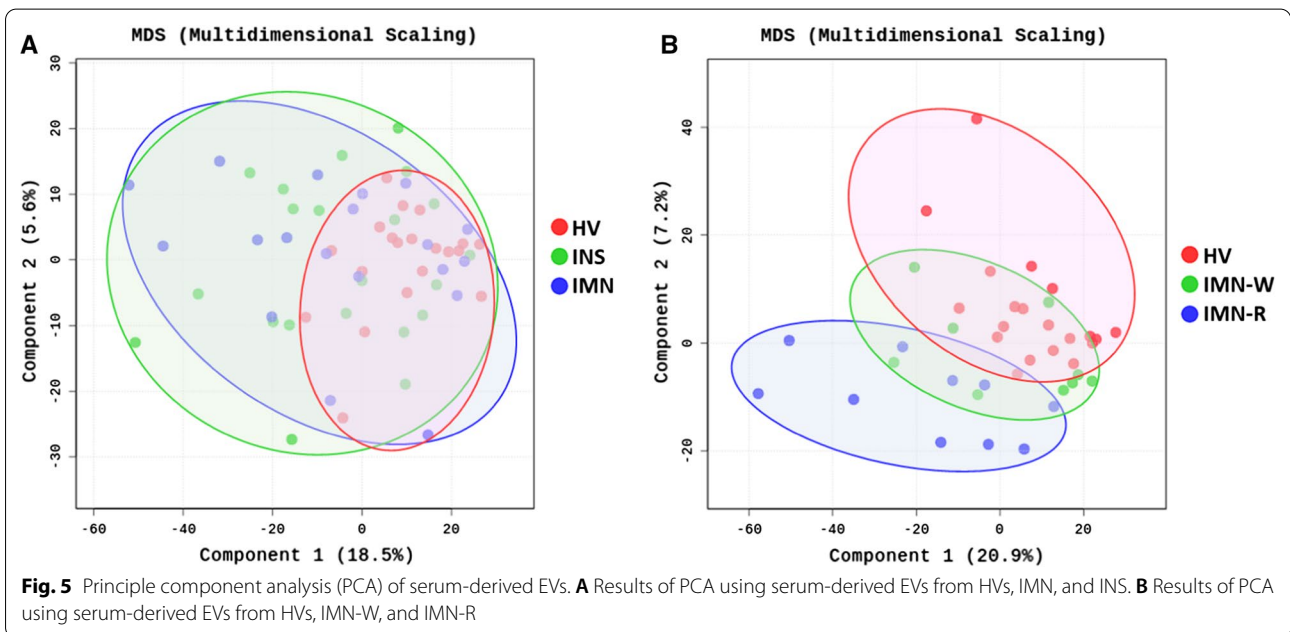 A
MDS (Multidimensional Scaling)
30
20
10
0
-10
-20
-30
Component 2 (5.6%)
-60
-40
-20
0
20
Component 1 (18.5%)
HV
INS
IMN
B
MDS (Multidimensional Scaling)
40
20
0
-20
Component 2 (7.2%)
-60
-40
-20
0
20
Component 1 (20.9%)
HV
IMN-W
IMN-R
Fig. 5 Principle component analysis (PCA) of serum-derived EVs. A Results of PCA using serum-derived EVs from HVs, IMN, and INS. B Results of PCA
using serum-derived EVs from HVs, IMN-W, and IMN-R